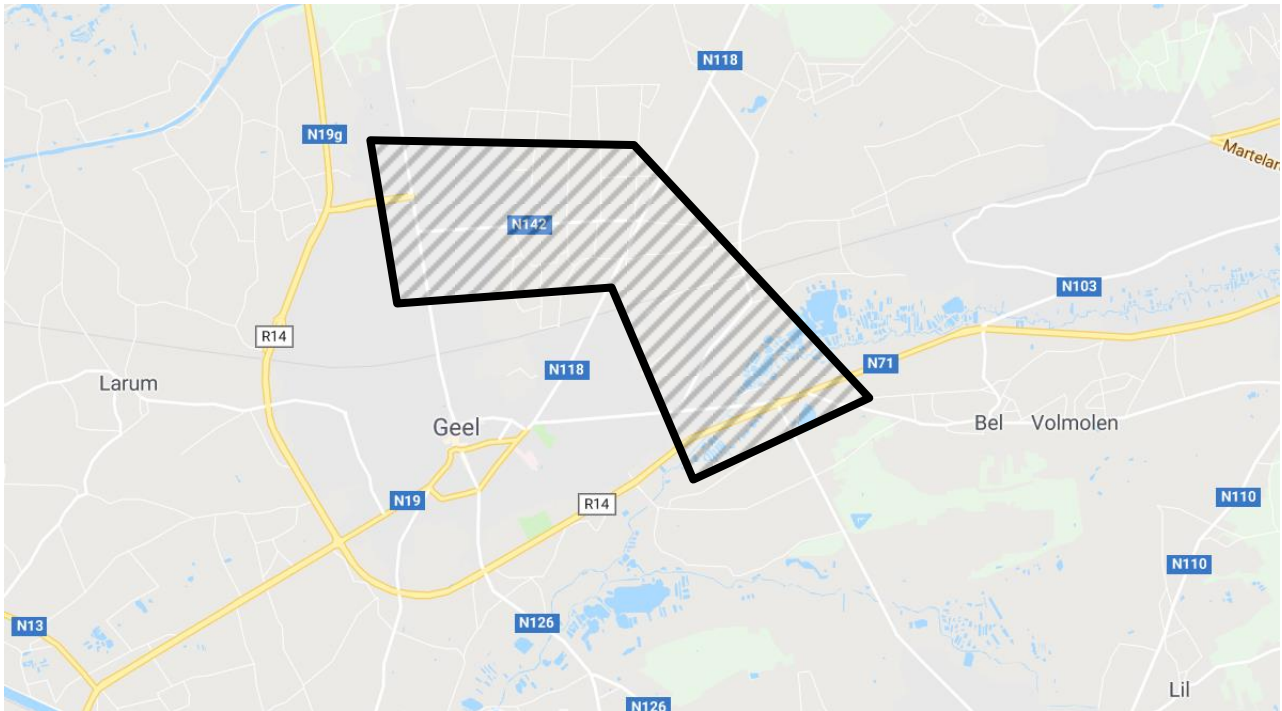 N118
N19g
Martelar
N142
N103
R14
N118
N71
Larum
Geel
Bel
Volmolen
N19
R14
N110
N110
N13
N126
Lil
N126